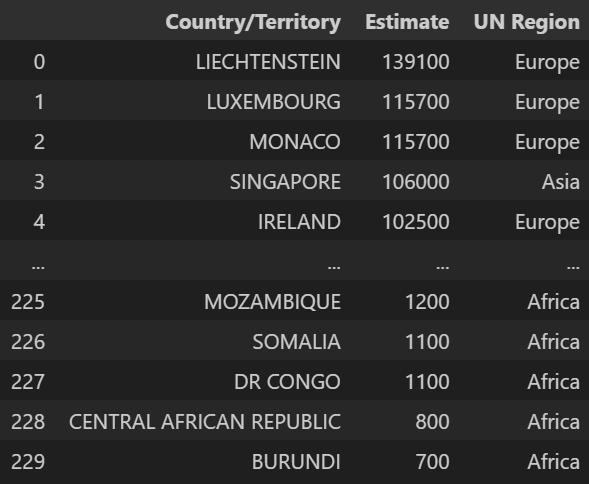 Country/Territory Estimate UN Region
0 LIECHTENSTEIN 139100 Europe
1 LUXEMBOURG 115700 Europe
2 MONACO 115700 Europe
3 SINGAPORE 106000 Asia
4 IRELAND 102500 Europe
... ... ... ...
225 MOZAMBIQUE 1200 Africa
226 SOMALIA 1100 Africa
227 DR CONGO 1100 Africa
228 CENTRAL AFRICAN REPUBLIC 800 Africa
229 BURUNDI 700 Africa